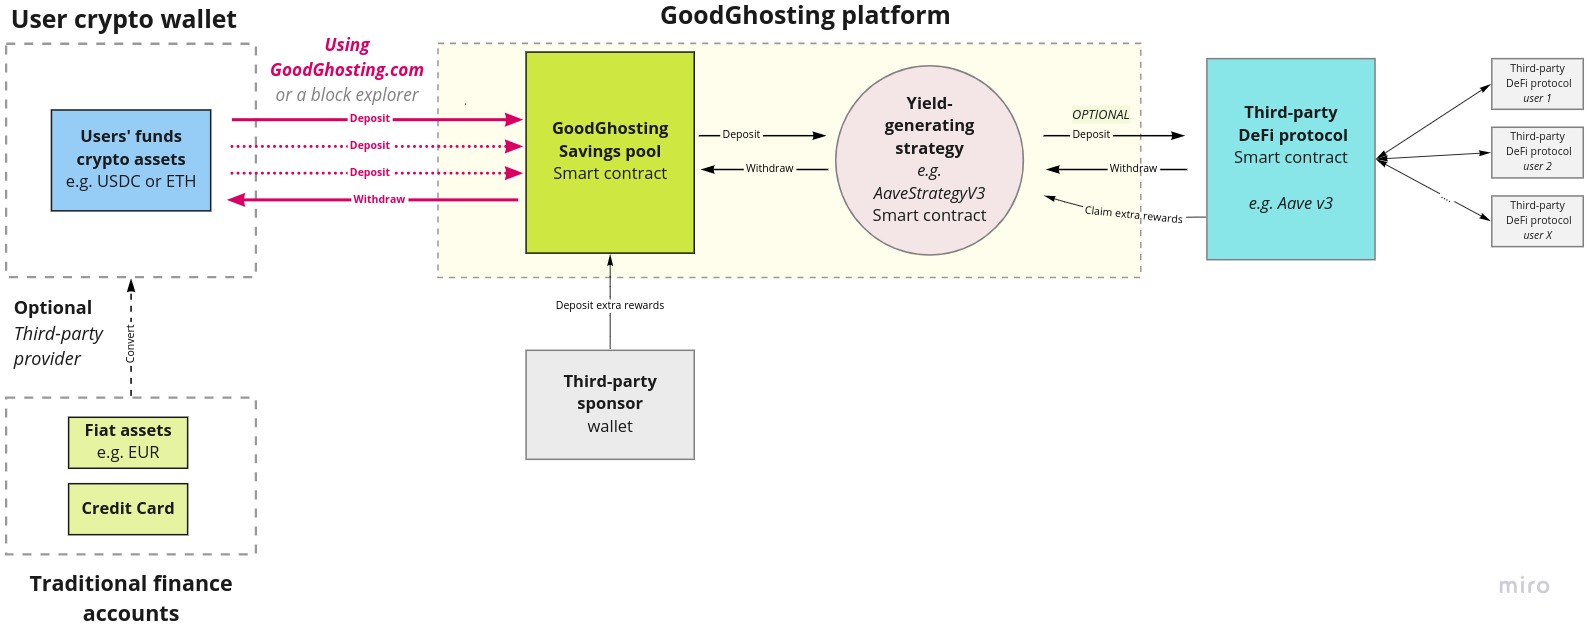 User crypto wallet
GoodGhosting platform
Using
GoodGhosting.com
or a block explorer
Users' funds
crypto assets
e.g. USDC or ETH
Deposit
Deposit
Deposit
Withdraw
GoodGhosting
Savings pool
Smart contract
Deposit
Withdraw
Yield-
generating
strategy
e.g.
AaveStrategyV3
Smart contract
OPTIONAL
Deposit
Withdraw
Claim extra rewards
Third-party
DeFi protocol
Smart contract
e.g. Aave v3
Third-party
DeFi protocol
user 1
Third-party
DeFi protocol
user 2
...
Third-party
DeFi protocol
user X
Optional
Third-party
provider
Convert
Deposit extra rewards
Third-party
sponsor
wallet
Fiat assets
e.g. EUR
Credit Card
Traditional finance
accounts
miro